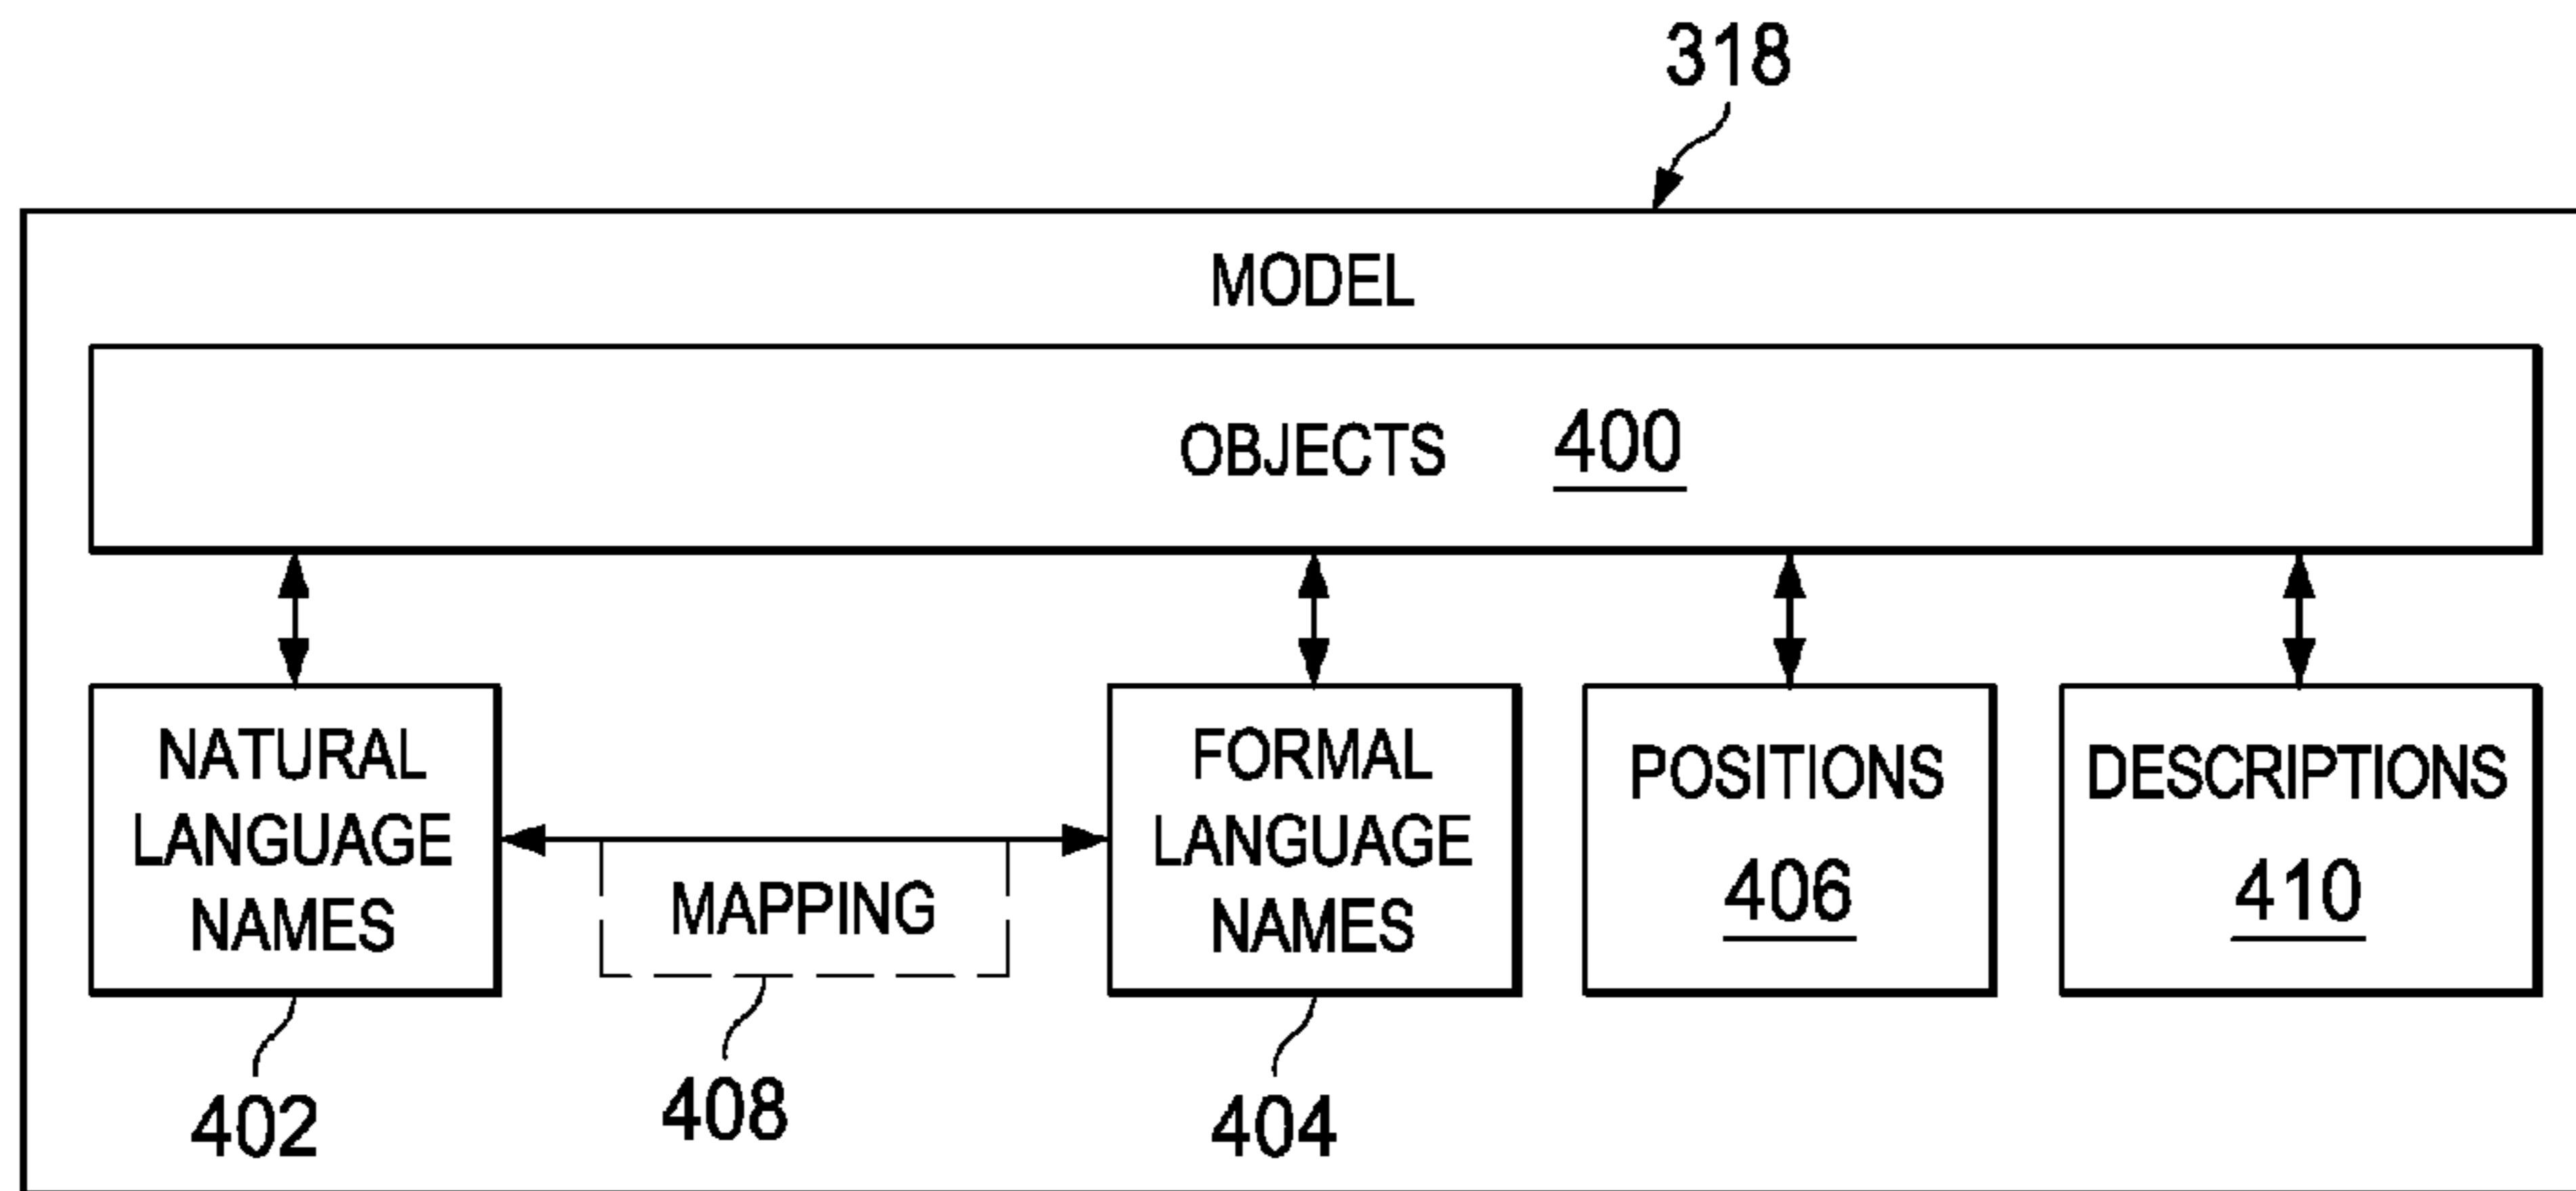 318
MODEL
OBJECTS 400
NATURAL
LANGUAGE
NAMES
402
MAPPING
408
FORMAL
LANGUAGE
NAMES
404
POSITIONS
406
DESCRIPTIONS
410